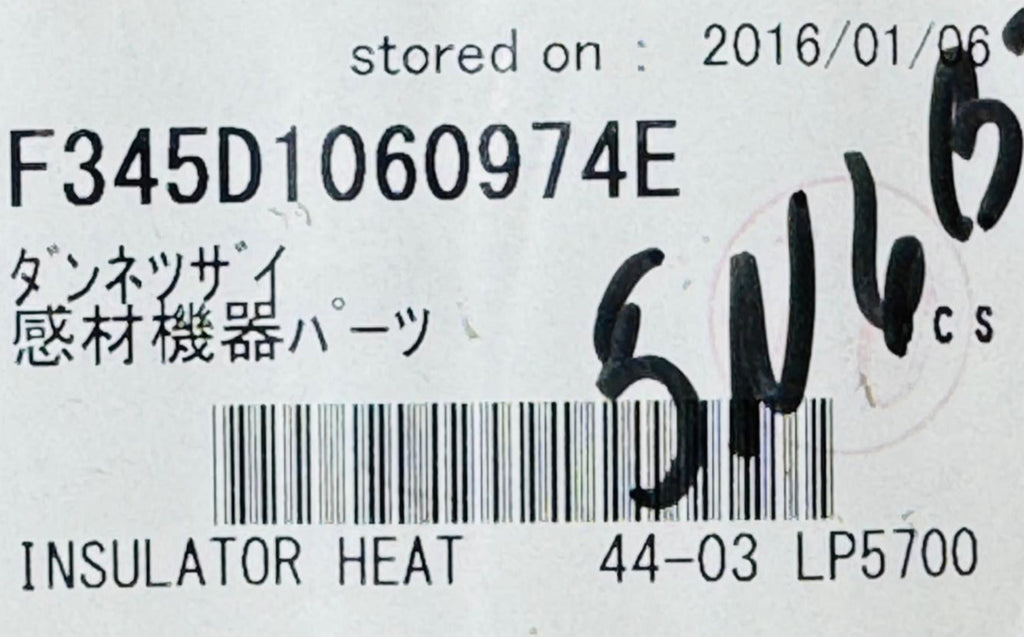 stored on : 2016/01/06
F345D1060974E
ダンネツザイ
感材機器パーツ
CS
INSULATOR HEAT 44-03 LP5700